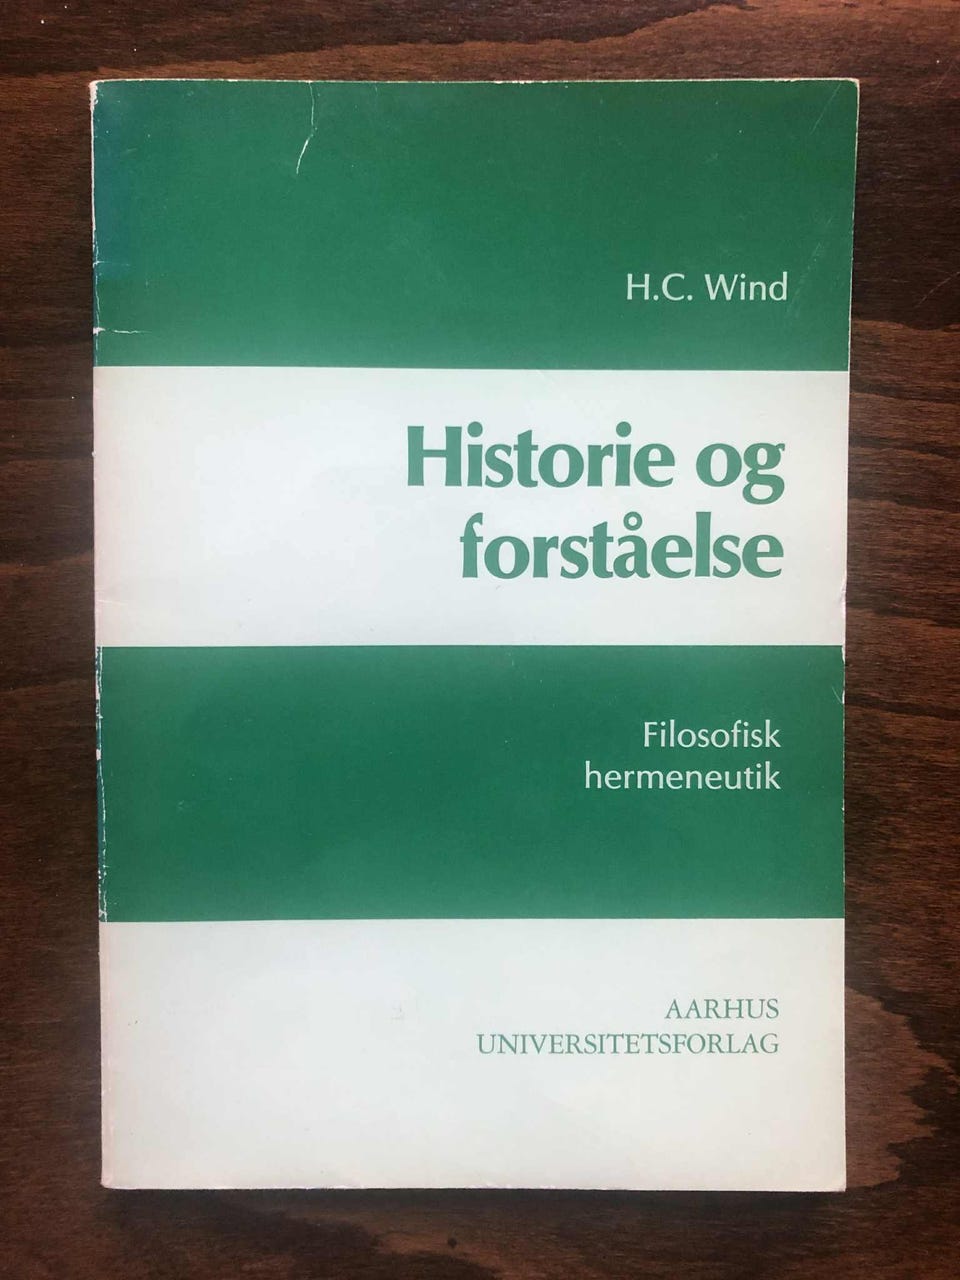 H.C. Wind
Historie og
forståelse
Filosofisk
hermeneutik
AARHUS
UNIVERSITETSFORLAG